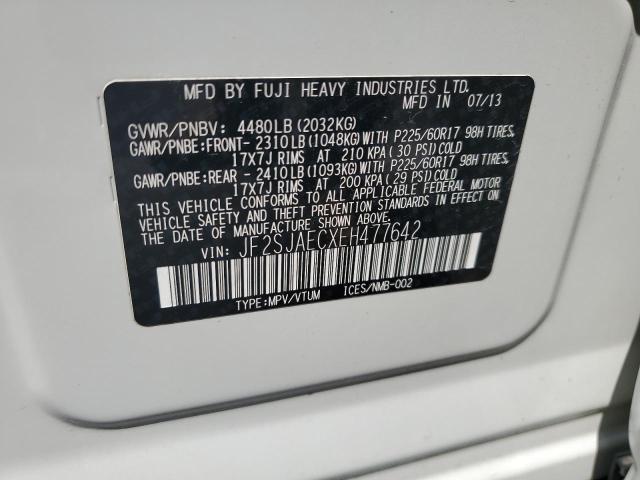 MFD BY FUJI HEAVY INDUSTRIES LTD.
MFD IN 07/13
GVWR/PNBV: 4480LB(2032KG)
GAWR/PNBE:FRONT- 2310LB(1048KG)WITH P225/60R17 98H TIRES,
17X7J RIMS AT 210 KPA(30 PSI)COLD
GAWR/PNBE:REAR - 2410LB(1093KG)WITH P225/60R17 98H TIRES,
17X7J RIMS AT 200 KPA(29 PSI)COLD
THIS VEHICLE CONFORMS TO ALL APPLICABLE FEDERAL MOTOR
VEHICLE SAFETY AND THEFT PREVENTION STANDARDS IN EFFECT ON
THE DATE OF MANUFACTURE SHOWN ABOVE.
VIN: JF2SJAECXEH477642
TYPE:MPV/VTUM ICES/NMB-002